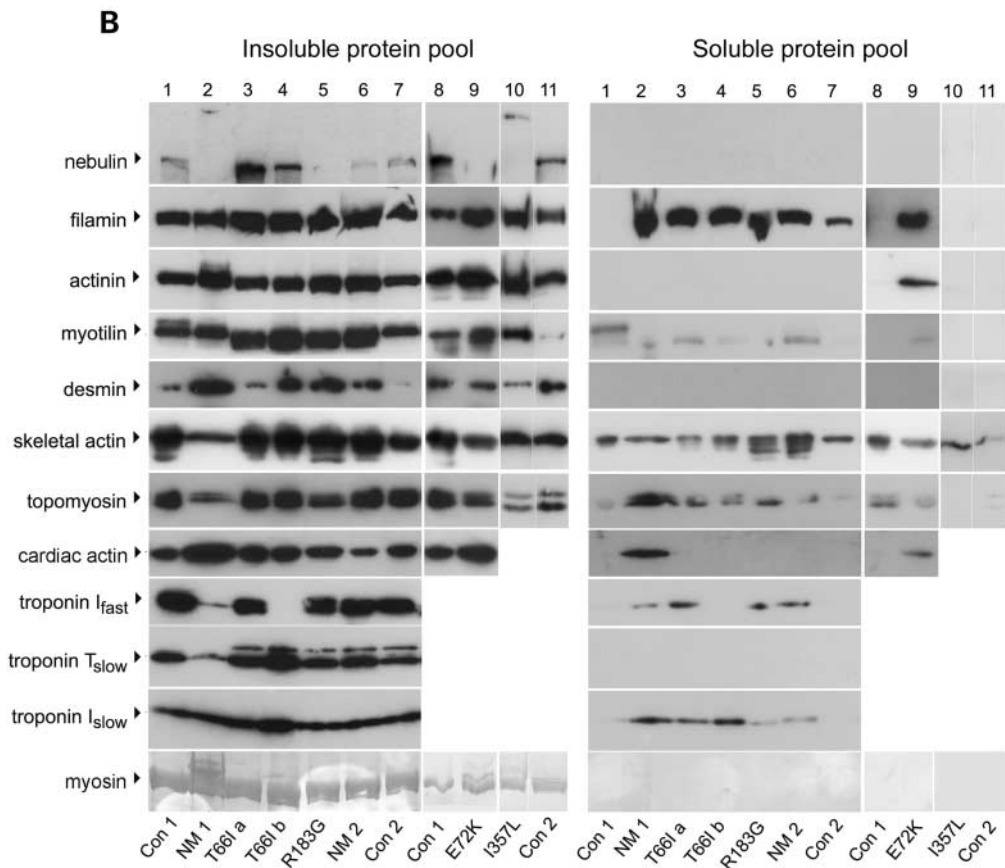 B
Insoluble protein pool Soluble protein pool
1 2 3 4 5 6 7 8 9 10 11 1 2 3 4 5 6 7 8 9 10 11
nebulin
filamin
actinin
myotilin
desmin
skeletal actin
topomyosin
cardiac actin
troponin Ifast
troponin Tslow
troponin Islow
myosin
Con 1 NM 1 T66I a T66I b R183G NM 2 Con 2 Con 1 E72K I357L Con 2 Con 1 NM 1 T66I a T66I b R183G NM 2 Con 2 Con 1 E72K I357L Con 2